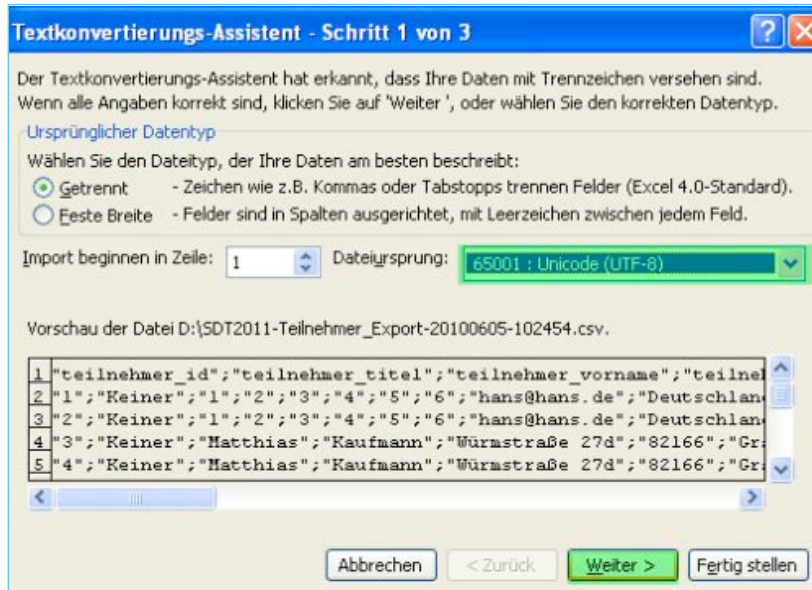 Textkonvertierungs-Assistent - Schritt 1 von 3
Der Textkonvertierungs-Assistent hat erkannt, dass Ihre Daten mit Trennzeichen versehen sind.
Wenn alle Angaben korrekt sind, klicken Sie auf 'Weiter ', oder wählen Sie den korrekten Datentyp.
Ursprünglicher Datentyp
Wählen Sie den Dateityp, der Ihre Daten am besten beschreibt:
Getrennt - Zeichen wie z.B. Kommas oder Tabstopps trennen Felder (Excel 4.0-Standard).
Feste Breite - Felder sind in Spalten ausgerichtet, mit Leerzeichen zwischen jedem Feld.
Import beginnen in Zeile: 1 Dateiursprung: 65001 : Unicode (UTF-8)
Vorschau der Datei D:\SDT2011-Teilnehmer_Export-20100605-102454.csv.
1 "teilnehmer_id";"teilnehmer_titel";"teilnehmer_vorname";"teilne
2 "1";"Keiner";"1";"2";"3";"4";"5";"6";"hans@hans.de";"Deutschlan
3 "2";"Keiner";"1";"2";"3";"4";"5";"6";"hans@hans.de";"Deutschlan
4 "3";"Keiner";"Matthias";"Kaufmann";"Würmstraße 27d";"82166";"Gr
5 "4";"Keiner";"Matthias";"Kaufmann";"Würmstraße 27d";"82166";"Gr
Abbrechen < Zurück Weiter > Fertig stellen